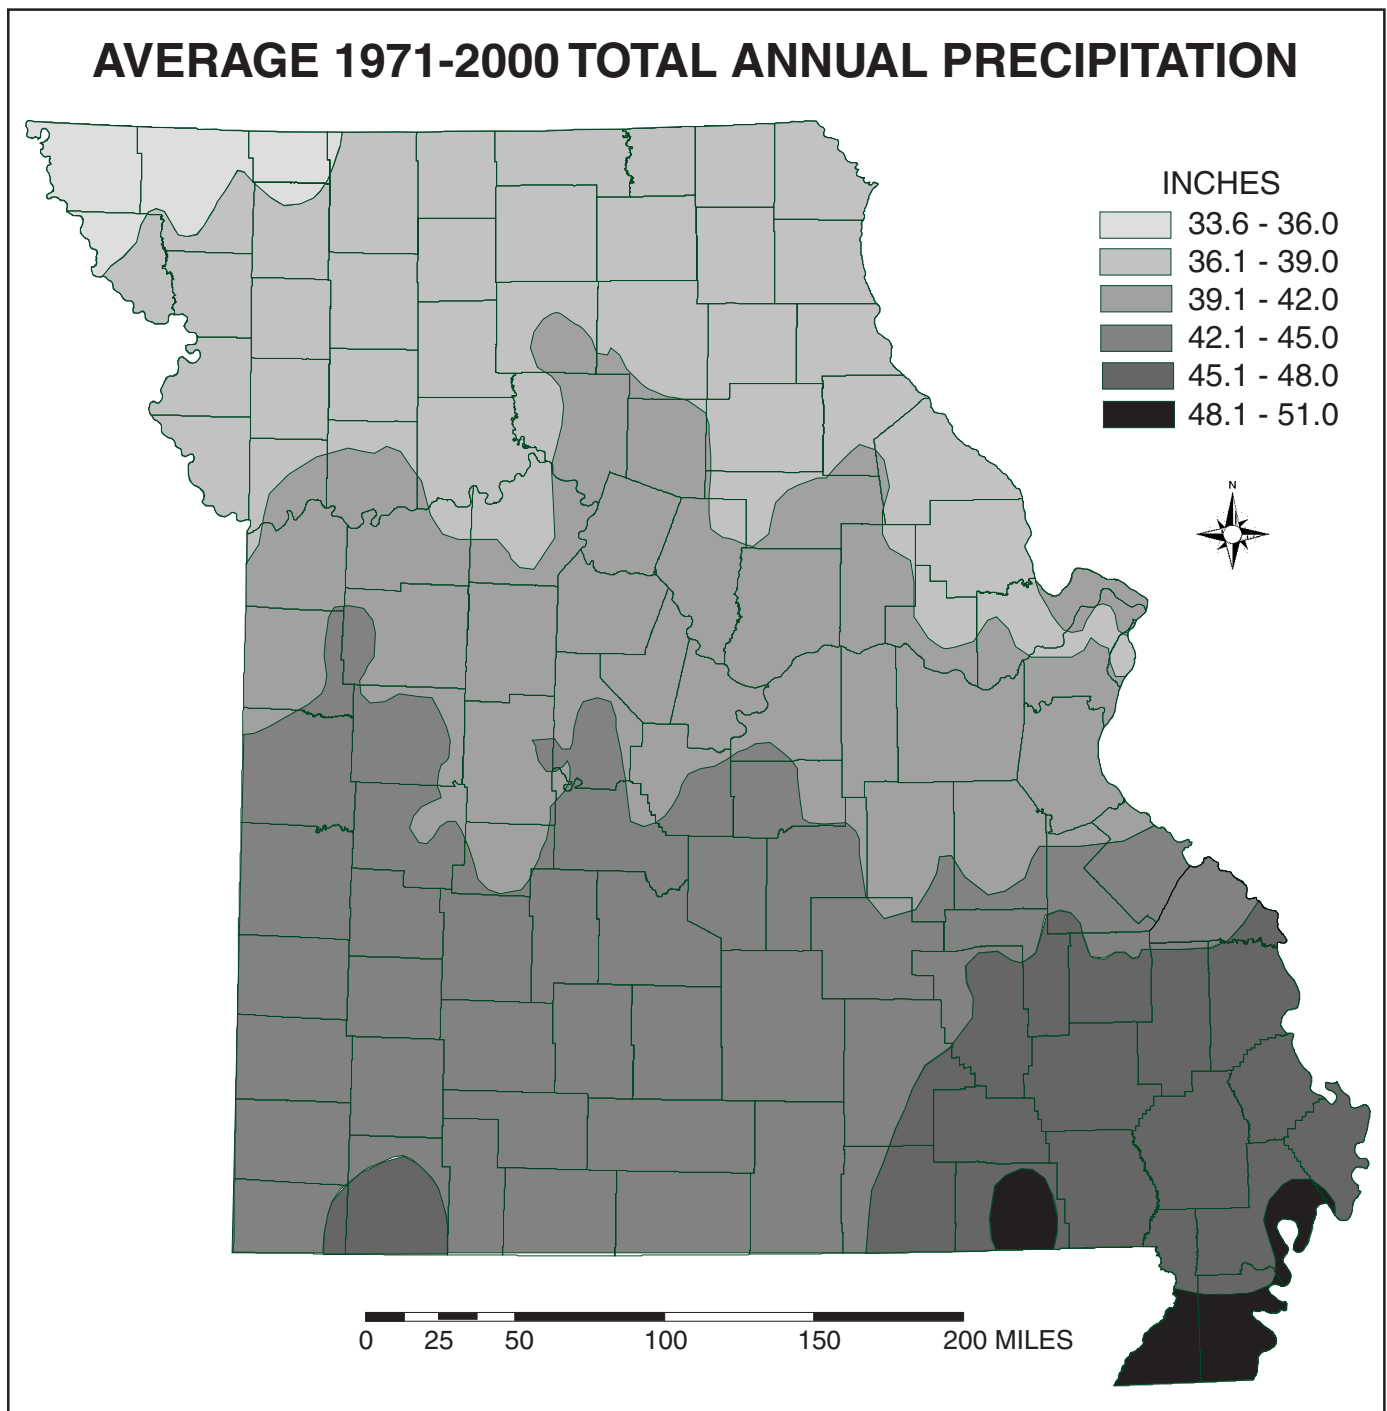 AVERAGE 1971-2000 TOTAL ANNUAL PRECIPITATION
INCHES
33.6 - 36.0
36.1 - 39.0
39.1 - 42.0
42.1 - 45.0
45.1 - 48.0
48.1 - 51.0
N
0 25 50 100 150 200 MILES